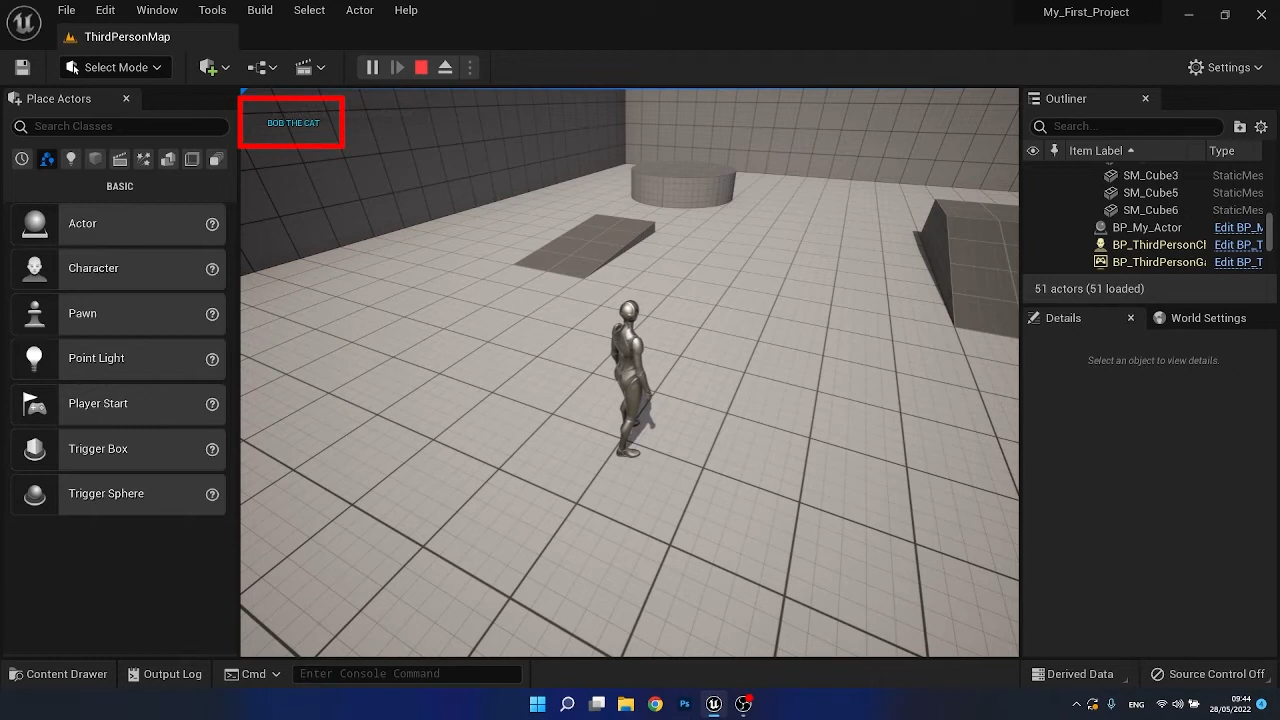 File Edit Window Tools Build Select Actor Help
My_First_Project
ThirdPersonMap
Select Mode
Settings
Place Actors
Outliner
Search Classes
BOB THE CAT
Search...
Item Label Type
BASIC
SM_Cube3 StaticMes
SM_Cube5 StaticMes
SM_Cube6 StaticMes
Actor
BP_My_Actor Edit BP_M
BP_ThirdPersonCl Edit BP_T
BP_ThirdPersonGa Edit BP_T
Character
51 actors (51 loaded)
Pawn
Details World Settings
Point Light
Select an object to view details.
Player Start
Trigger Box
Trigger Sphere
Content Drawer Output Log Cmd Enter Console Command Derived Data Source Control Off
Ps
ENG
09:44
28/05/2022